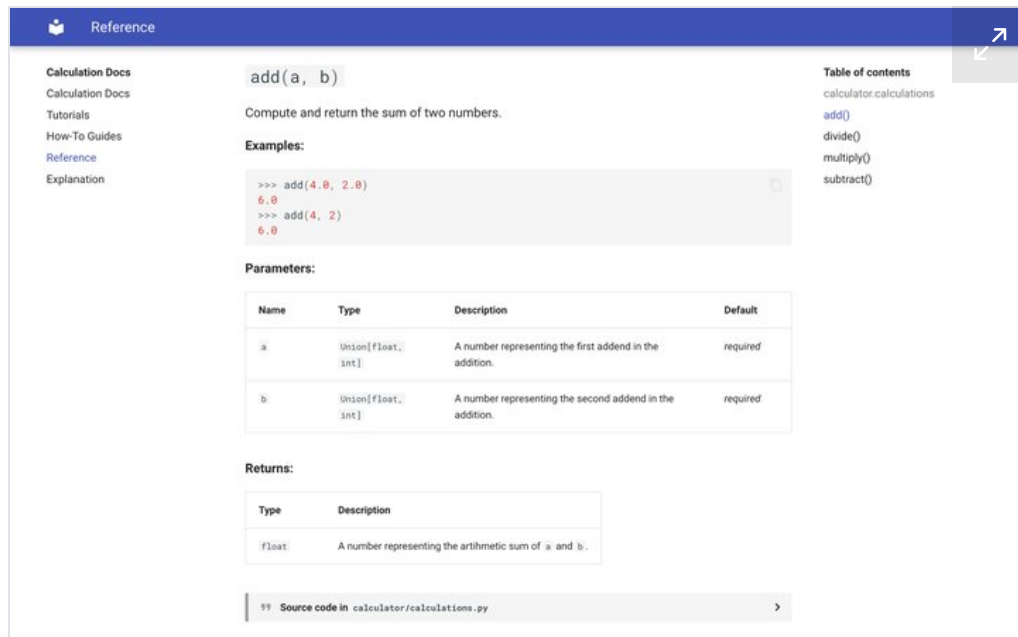 Reference
Calculation Docs
Calculation Docs
Tutorials
How-To Guides
Reference
Explanation
add(a, b)
Compute and return the sum of two numbers.
Examples:
>>> add(4.0, 2.0)
6.0
>>> add(4, 2)
6.0
Parameters:
Name Type Description Default
a Union[float, A number representing the first addend in the required
int] addition.
b Union[float, A number representing the second addend in the required
int] addition.
Returns:
Type Description
float A number representing the artihmetic sum of a and b.
Source code in calculator/calculations.py
Table of contents
calculator.calculations
add()
divide()
multiply()
subtract()